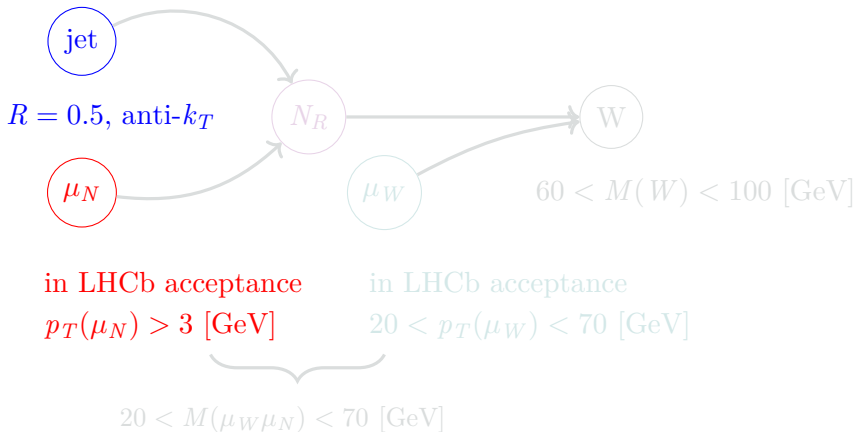 jet
R = 0.5, anti-k_T
N_R
W
μ_N
μ_W
60 < M(W) < 100 [GeV]
in LHCb acceptance
p_T(μ_N) > 3 [GeV]
in LHCb acceptance
20 < p_T(μ_W) < 70 [GeV]
20 < M(μ_Wμ_N) < 70 [GeV]